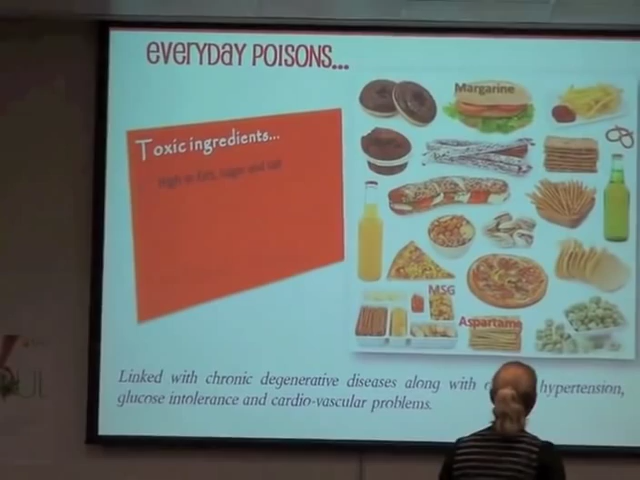 EVERYDAY POISONS...
Toxic ingredients...
High in fats, sugar and salt
Margarine
MSG
Aspartame
Linked with chronic degenerative diseases along with hypertension,
glucose intolerance and cardio-vascular problems.